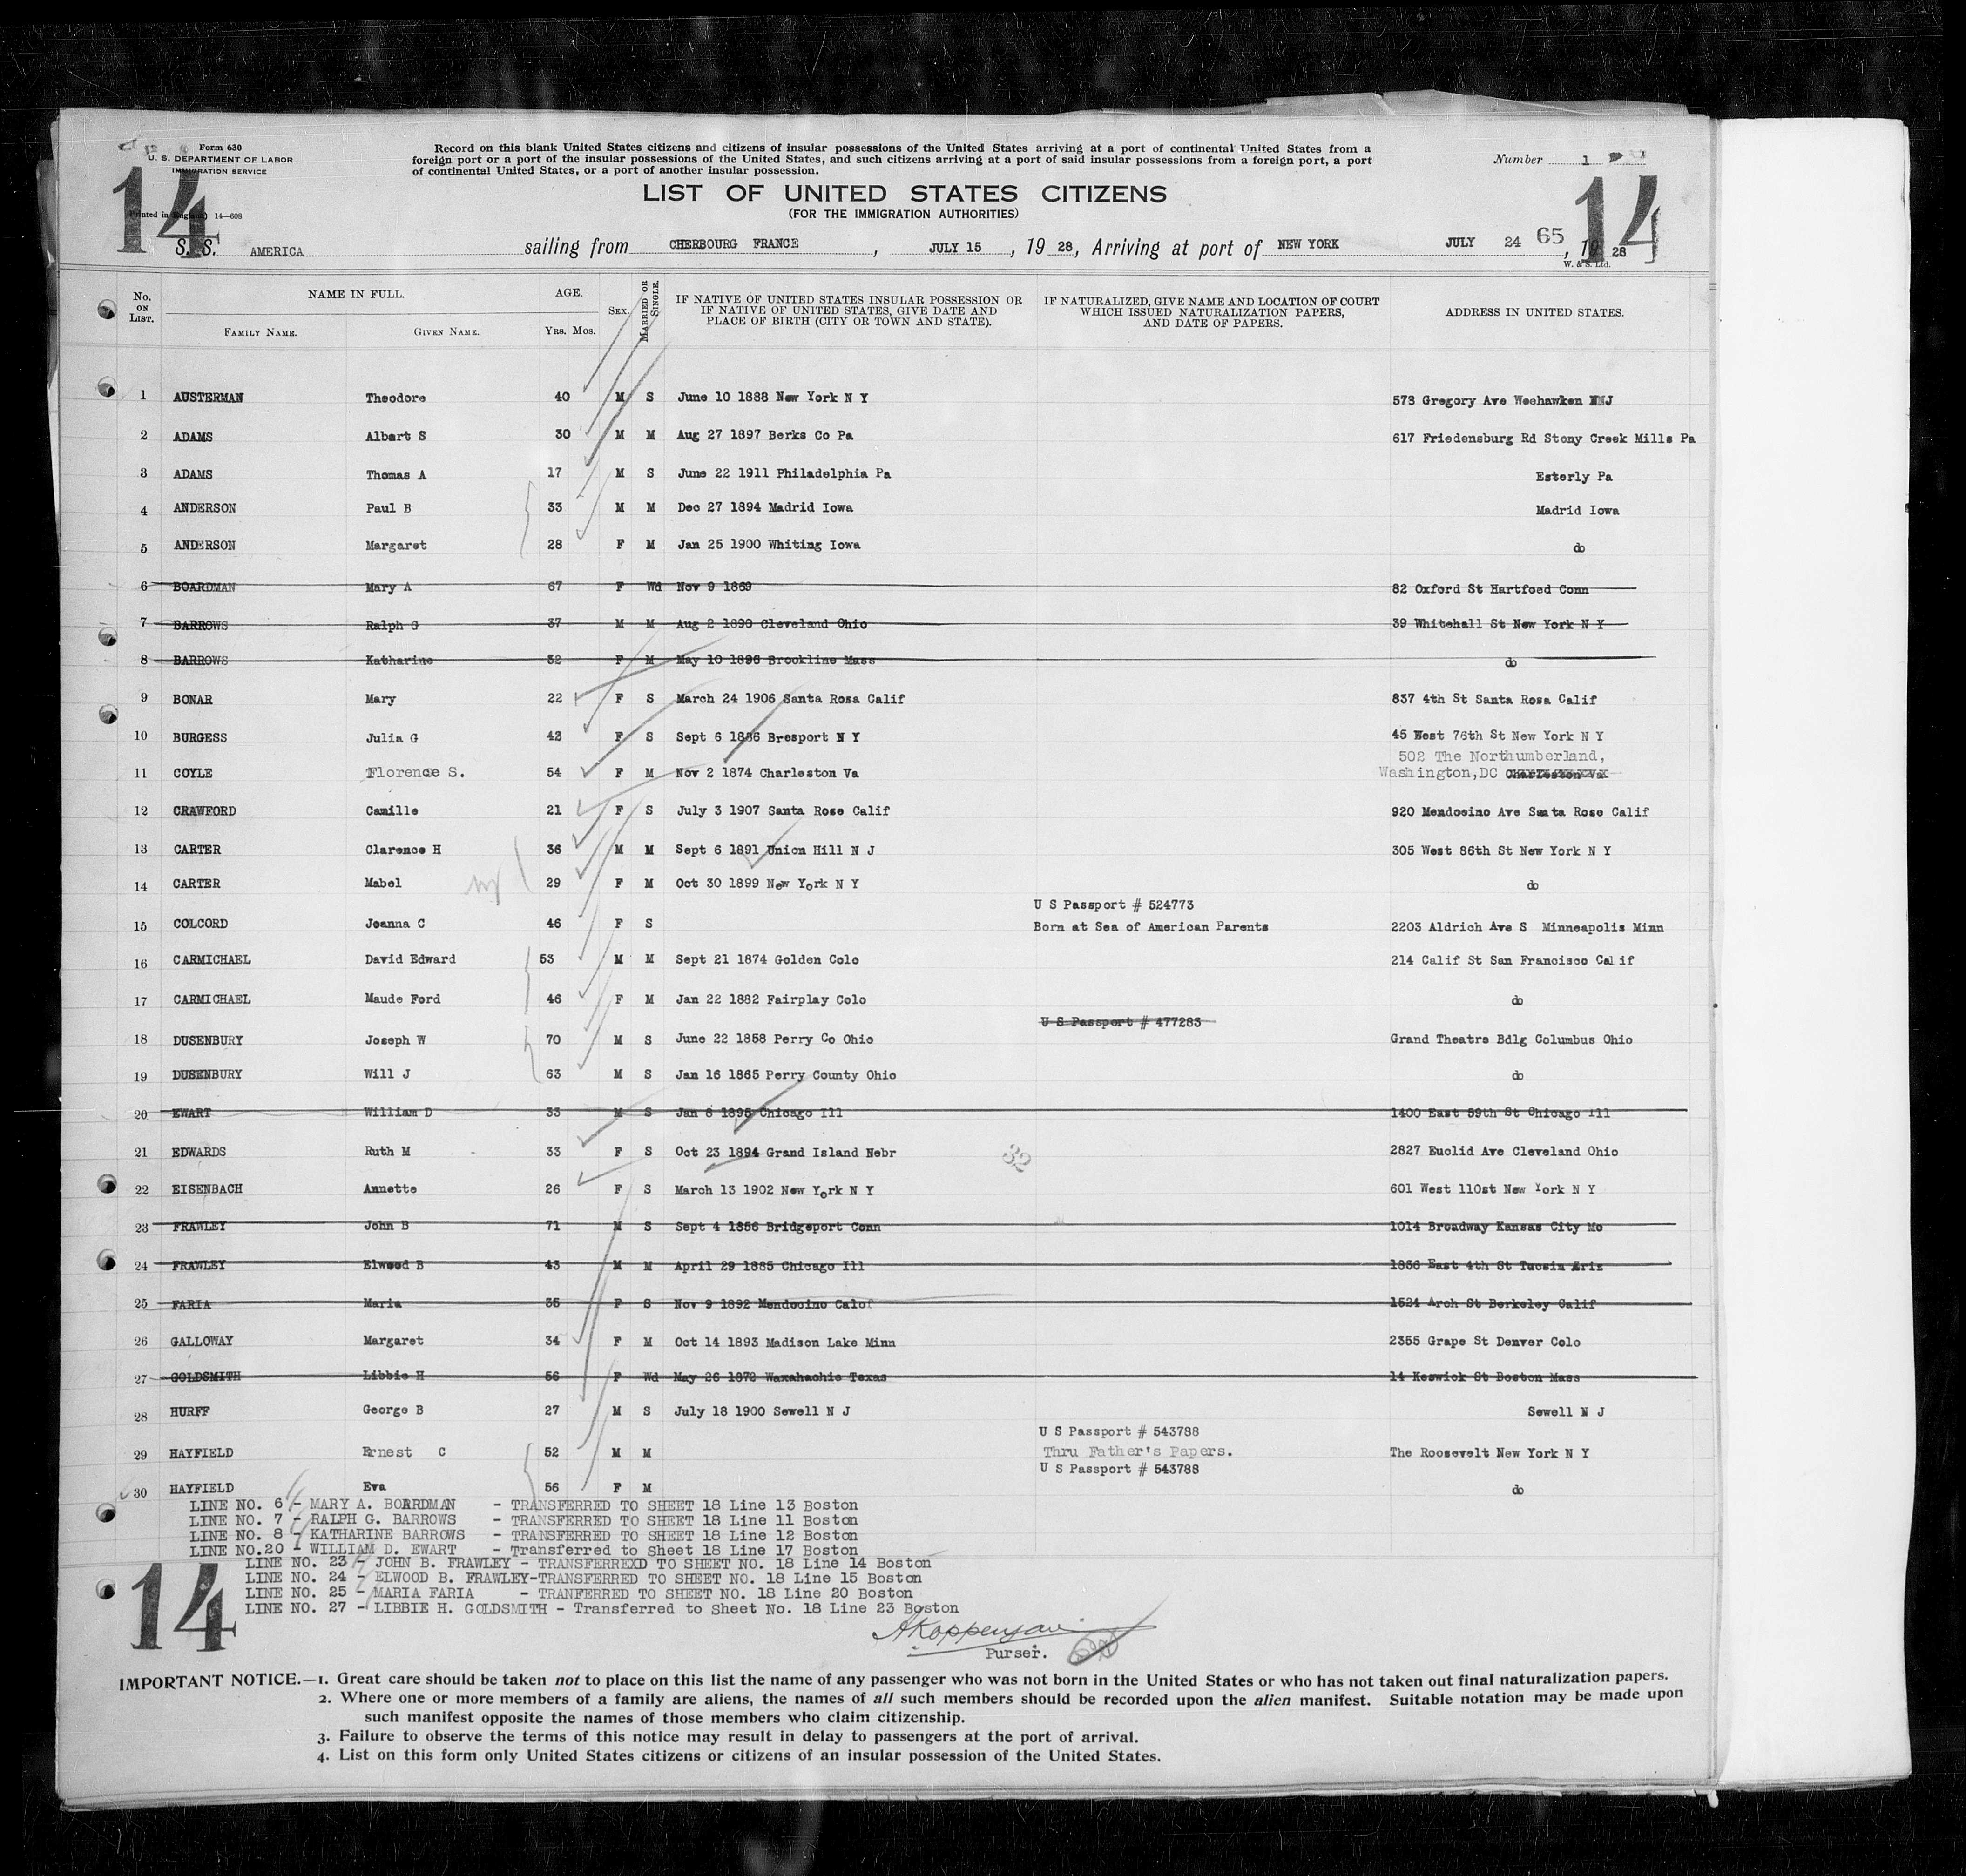 Form 630
U. S. DEPARTMENT OF LABOR
IMMIGRATION SERVICE
14
Printed in England 14—608
Record on this blank United States citizens and citizens of insular possessions of the United States arriving at a port of continental United States from a
foreign port or a port of the insular possessions of the United States, and such citizens arriving at a port of said insular possessions from a foreign port, a port
of continental United States, or a port of another insular possession.
Number 1
14
LIST OF UNITED STATES CITIZENS
(FOR THE IMMIGRATION AUTHORITIES)
S. S. AMERICA sailing from CHERBOURG FRANCE, JULY 15, 19 28, Arriving at port of NEW YORK JULY 24 65, 19 28
W. & S. Ltd.
No. ON LIST. NAME IN FULL. FAMILY NAME. GIVEN NAME. AGE. YRS. MOS. SEX. MARRIED OR SINGLE. IF NATIVE OF UNITED STATES INSULAR POSSESSION OR IF NATIVE OF UNITED STATES, GIVE DATE AND PLACE OF BIRTH (CITY OR TOWN AND STATE). IF NATURALIZED, GIVE NAME AND LOCATION OF COURT WHICH ISSUED NATURALIZATION PAPERS, AND DATE OF PAPERS. ADDRESS IN UNITED STATES.
1 AUSTERMAN Theodore 40 M S June 10 1888 New York N Y 578 Gregory Ave Weehawken NNJ
2 ADAMS Albert S 30 M M Aug 27 1897 Berks Co Pa 617 Friedensburg Rd Stony Creek Mills Pa
3 ADAMS Thomas A 17 M S June 22 1911 Philadelphia Pa Esterly Pa
4 ANDERSON Paul B 33 M M Dec 27 1894 Madrid Iowa Madrid Iowa
5 ANDERSON Margaret 28 F M Jan 25 1900 Whiting Iowa do
6 BOARDMAN Mary A 67 F Wd Nov 9 1869 82 Oxford St Hartfoed Conn
7 BARROWS Ralph G 37 M M Aug 2 1890 Cleveland Ohio 39 Whitehall St New York N Y
8 BARROWS Katharine 32 F M May 10 1896 Brookline Mass do
9 BONAR Mary 22 F S March 24 1906 Santa Rosa Calif 837 4th St Santa Rosa Calif
10 BURGESS Julia G 42 F S Sept 6 1886 Bresport N Y 45 West 76th St New York N Y
502 The Northumberland,
11 COYLE Florence S. 54 F M Nov 2 1874 Charleston Va Washington,DC Charleston Va
12 CRAWFORD Camille 21 F S July 3 1907 Santa Rose Calif 920 Mendocino Ave Santa Rose Calif
13 CARTER Clarence H 36 M M Sept 6 1891 Union Hill N J 305 West 86th St New York N Y
14 CARTER Mabel 29 F M Oct 30 1899 New York N Y do
U S Passport # 524773
15 COLCORD Joanna C 46 F S Born at Sea of American Parents 2203 Aldrich Ave S Minneapolis Minn
16 CARMICHAEL David Edward 53 M M Sept 21 1874 Golden Colo 214 Calif St San Francisco Calif
17 CARMICHAEL Maude Ford 46 F M Jan 22 1882 Fairplay Colo do
U S Passport # 477283
18 DUSENBURY Joseph W 70 M S June 22 1858 Perry Co Ohio Grand Theatre Bdlg Columbus Ohio
19 DUSENBURY Will J 63 M S Jan 16 1865 Perry County Ohio do
20 EWART William D 33 M S Jan 8 1895 Chicago Ill 1400 East 59th St Chicago Ill
21 EDWARDS Ruth M - 33 F S Oct 23 1894 Grand Island Nebr 32 2827 Euclid Ave Cleveland Ohio
22 EISENBACH Annette 26 F S March 13 1902 New York N Y 601 West 110st New York N Y
23 FRAWLEY John B 71 M S Sept 4 1856 Bridgeport Conn 1014 Broadway Kansas City Mo
24 FRAWLEY Elwood B 43 M M April 29 1885 Chicago Ill 1836 East 4th St Tucsin Ariz
25 FARIA Maria 35 F S Nov 9 1892 Mendocino Calof 1524 Arch St Berkeley Calif
26 GALLOWAY Margaret 34 F M Oct 14 1893 Madison Lake Minn 2355 Grape St Denver Colo
27 GOLDSMITH Libbie H 56 F Wd May 26 1872 Waxahachie Texas 14 Keswick St Boston Mass
28 HURFF George B 27 M S July 18 1900 Sewell N J Sewell N J
U S Passport # 543788
29 HAYFIELD Ernest C 52 M M Thru Father's Papers. The Roosevelt New York N Y
U S Passport # 543788
30 HAYFIELD Eva 56 F M do
LINE NO. 6 - MARY A. BOARDMAN - TRANSFERRED TO SHEET 18 Line 13 Boston
LINE NO. 7 - RALPH G. BARROWS - TRANSFERRED TO SHEET 18 Line 11 Boston
LINE NO. 8 - KATHARINE BARROWS - TRANSFERRED TO SHEET 18 Line 12 Boston
LINE NO.20 - WILLIAM D. EWART - Transferred to Sheet 18 Line 17 Boston
LINE NO. 23 - JOHN B. FRAWLEY - TRANSFERREXD TO SHEET NO. 18 Line 14 Boston
LINE NO. 24 - ELWOOD B. FRAWLEY-TRANSFERRED TO SHEET NO. 18 Line 15 Boston
LINE NO. 25 - MARIA FARIA - TRANFERRED TO SHEET NO. 18 Line 20 Boston
LINE NO. 27 - LIBBIE H. GOLDSMITH - Transferred to Sheet No. 18 Line 23 Boston
14
Purser.
IMPORTANT NOTICE.—1. Great care should be taken not to place on this list the name of any passenger who was not born in the United States or who has not taken out final naturalization papers.
2. Where one or more members of a family are aliens, the names of all such members should be recorded upon the alien manifest. Suitable notation may be made upon
such manifest opposite the names of those members who claim citizenship.
3. Failure to observe the terms of this notice may result in delay to passengers at the port of arrival.
4. List on this form only United States citizens or citizens of an insular possession of the United States.